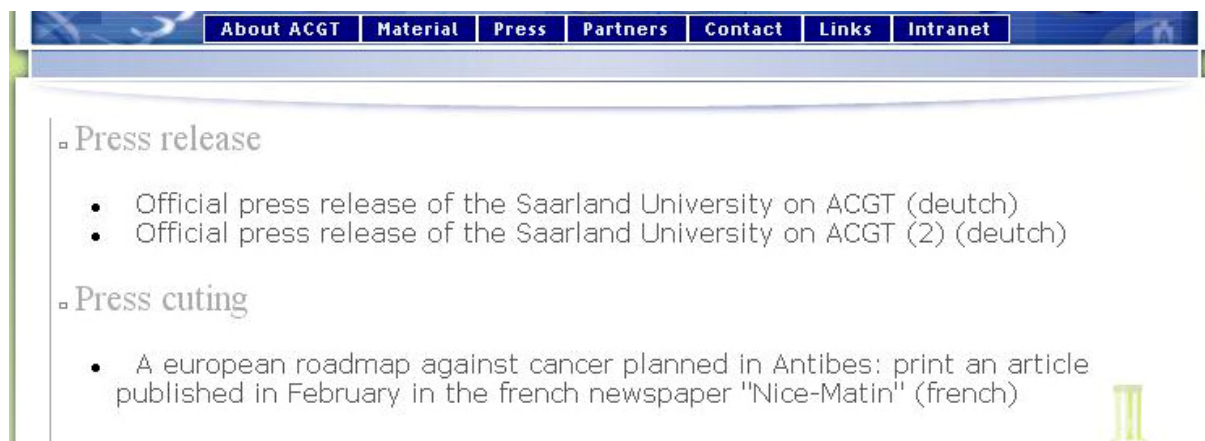 About ACGT Material Press Partners Contact Links Intranet
Press release
Official press release of the Saarland University on ACGT (deutch)
Official press release of the Saarland University on ACGT (2) (deutch)
Press cuting
A european roadmap against cancer planned in Antibes: print an article
published in February in the french newspaper "Nice-Matin" (french)